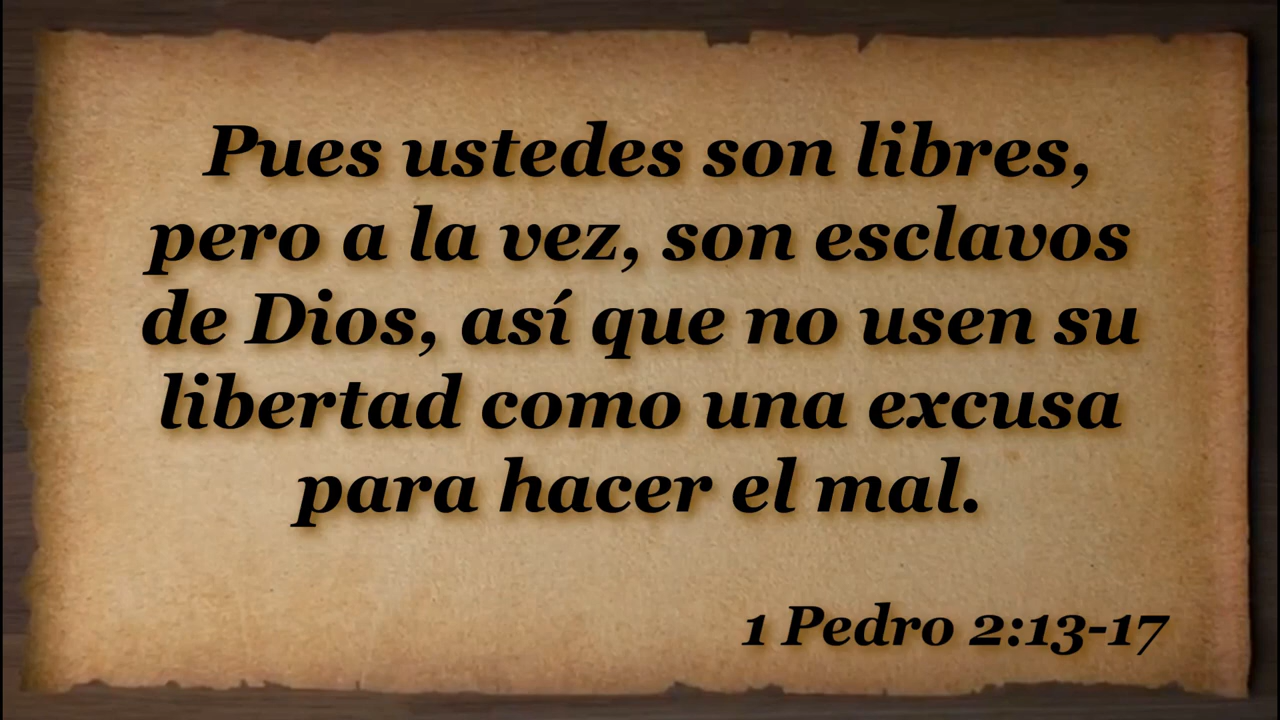 Pues ustedes son libres,
pero a la vez, son esclavos
de Dios, así que no usen su
libertad como una excusa
para hacer el mal.
1 Pedro 2:13-17